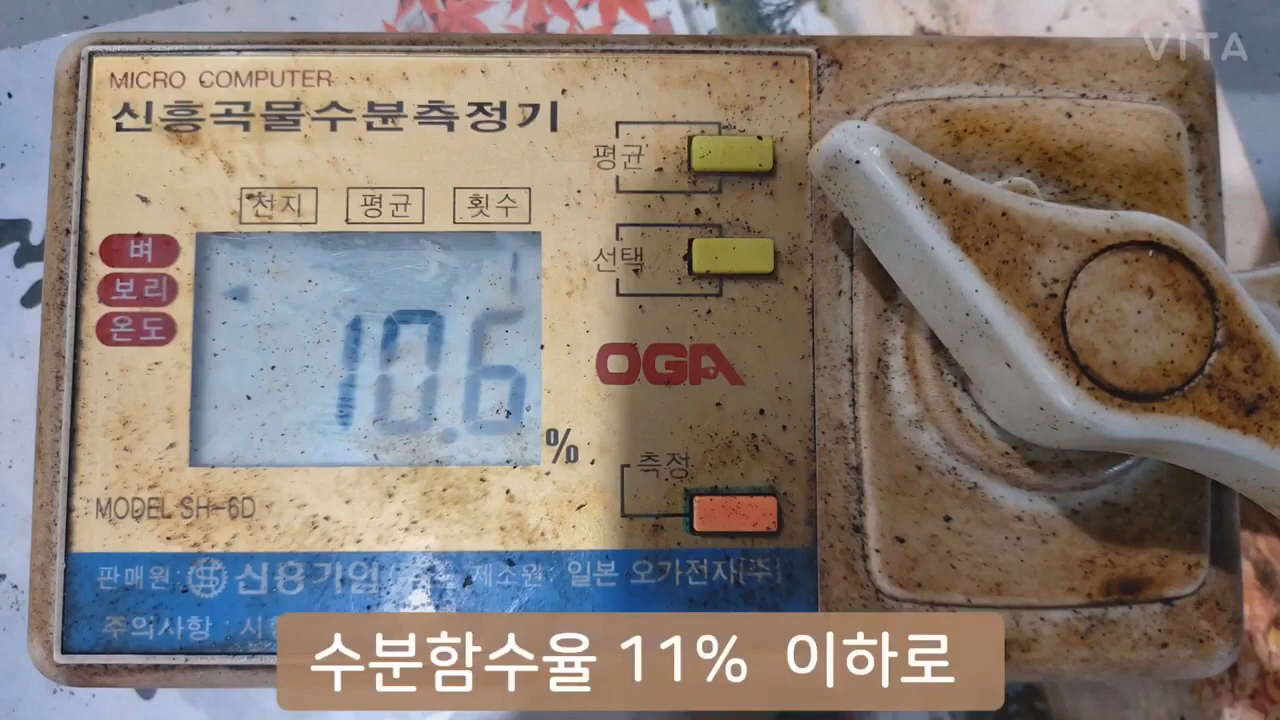 VITA
MICRO COMPUTER
신흥곡물수분측정기
평균
천지 평균 횟수
벼
선택
보리
온도
1
10.6
%
OGA
측정
MODEL SH-6D
판매원 신흥기업 제조원 일본 오가전자(주)
주의사항
수분함수율 11% 이하로